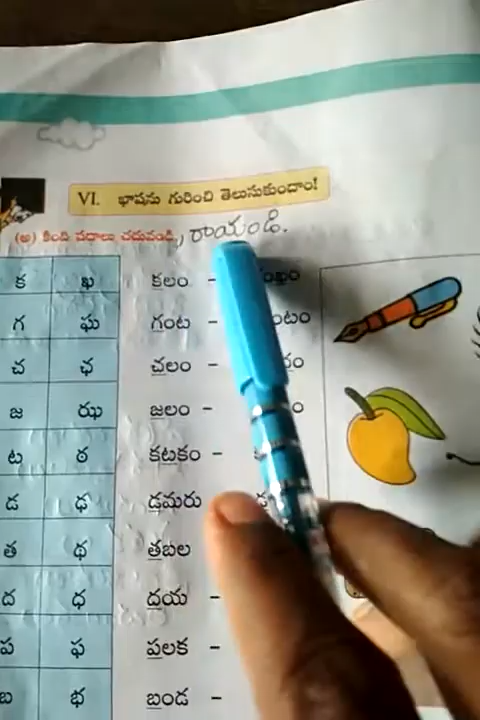 VI. భాషను గురించి తెలుసుకుందాం!
(అ) కింది పదాలు చదువండి, రాయండి.
క ఖ కలం -
గ ఘ గంట -
చ ఛ చలం -
జ ఝ జలం -
ట ఠ కటకం -
డ ఢ డమరు
త థ తబల
ద ధ దయ -
ప ఫ పలక -
బ భ బండ -